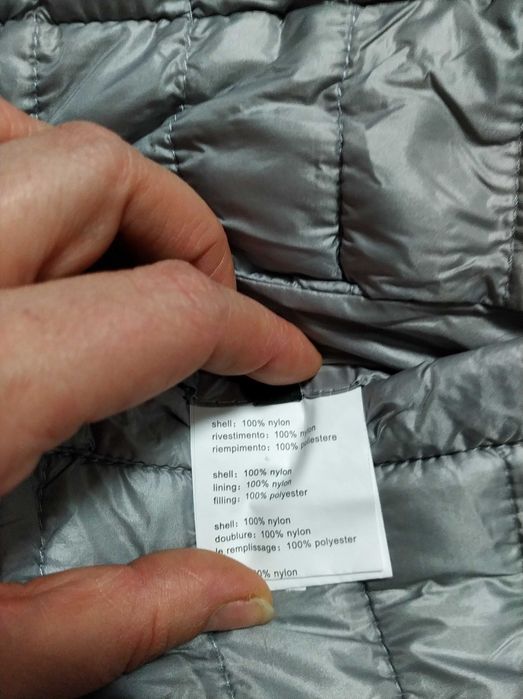 shell: 100% nylon
rivestimento: 100% nylon
riempimento: 100% poliestere
shell: 100% nylon
lining: 100% nylon
filling: 100% polyester
shell: 100% nylon
doublure: 100% nylon
le remplissage: 100% polyester
nylon